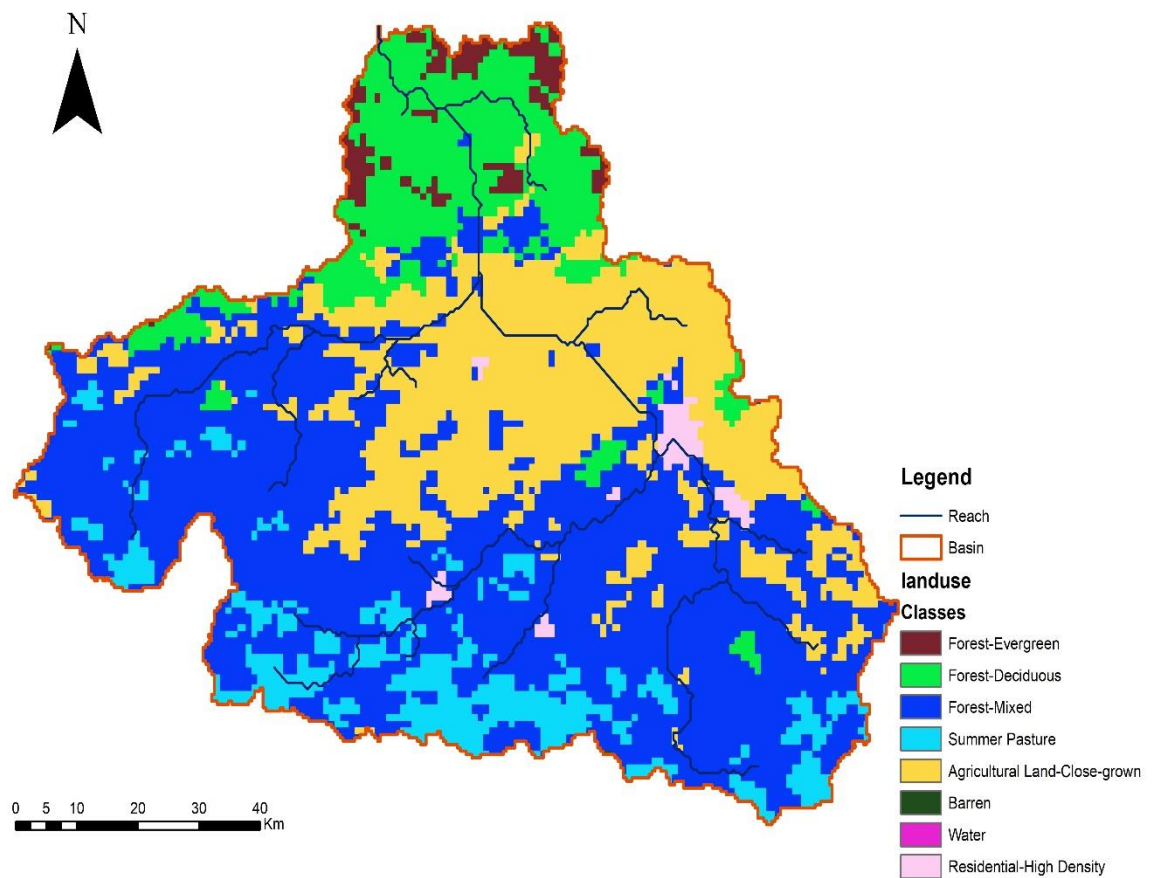 N
Legend
Reach
Basin
landuse
Classes
Forest-Evergreen
Forest-Deciduous
Forest-Mixed
Summer Pasture
Agricultural Land-Close-grown
Barren
Water
Residential-High Density
0 5 10 20 30 40
Km